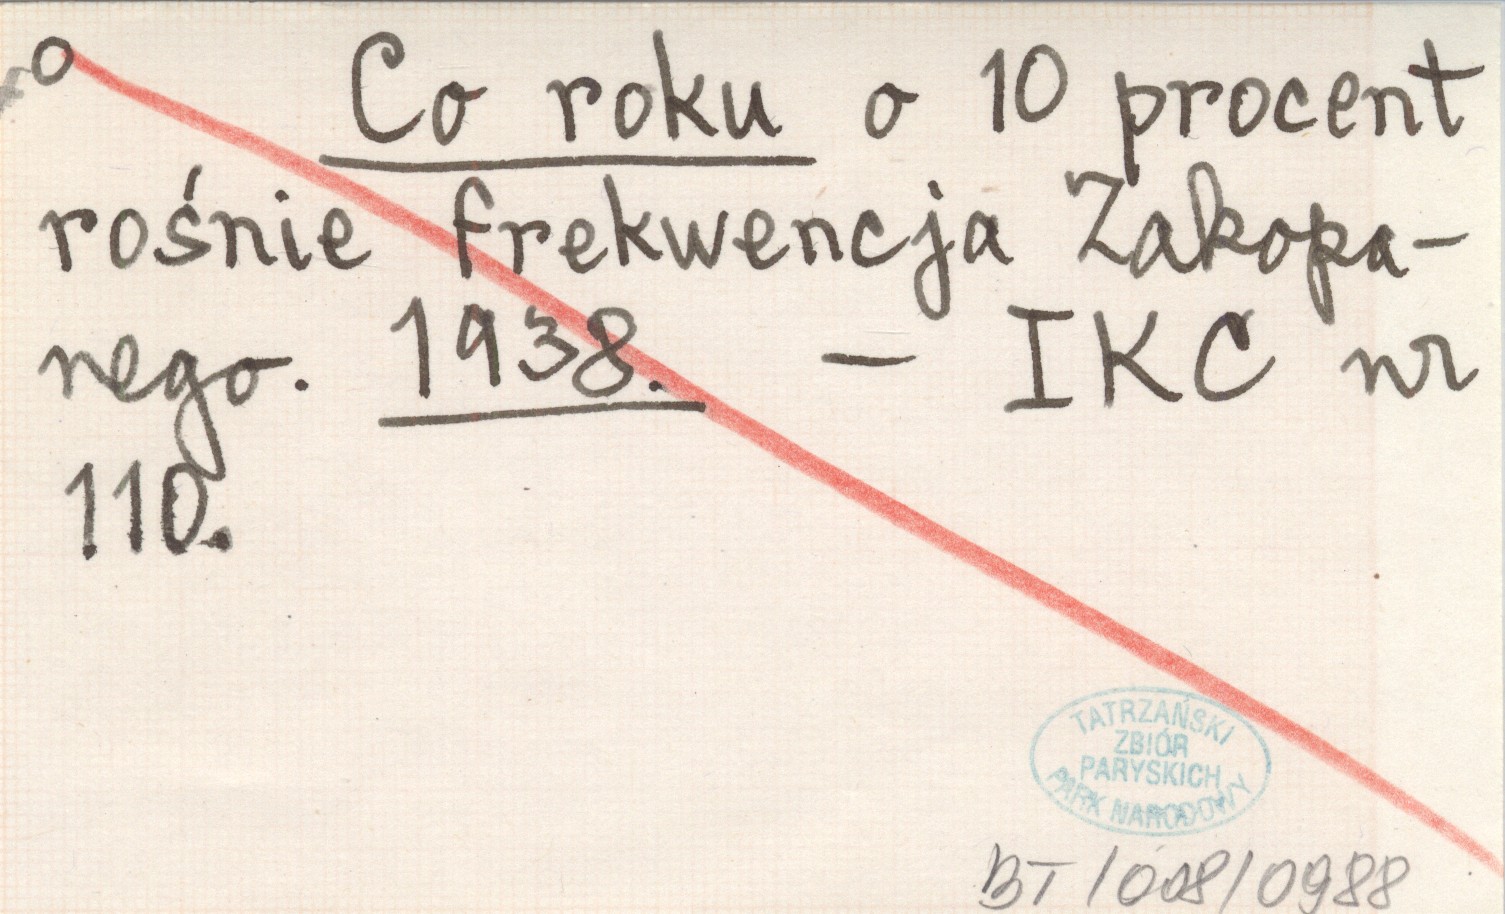 o
Co roku o 10 procent
rośnie frekwencja Zakopa-
nego. 1938. – IKC nr
110.
TATRZAŃSKI
ZBIÓR
PARYSKICH
PARK NARODOWY
BT/008/0988